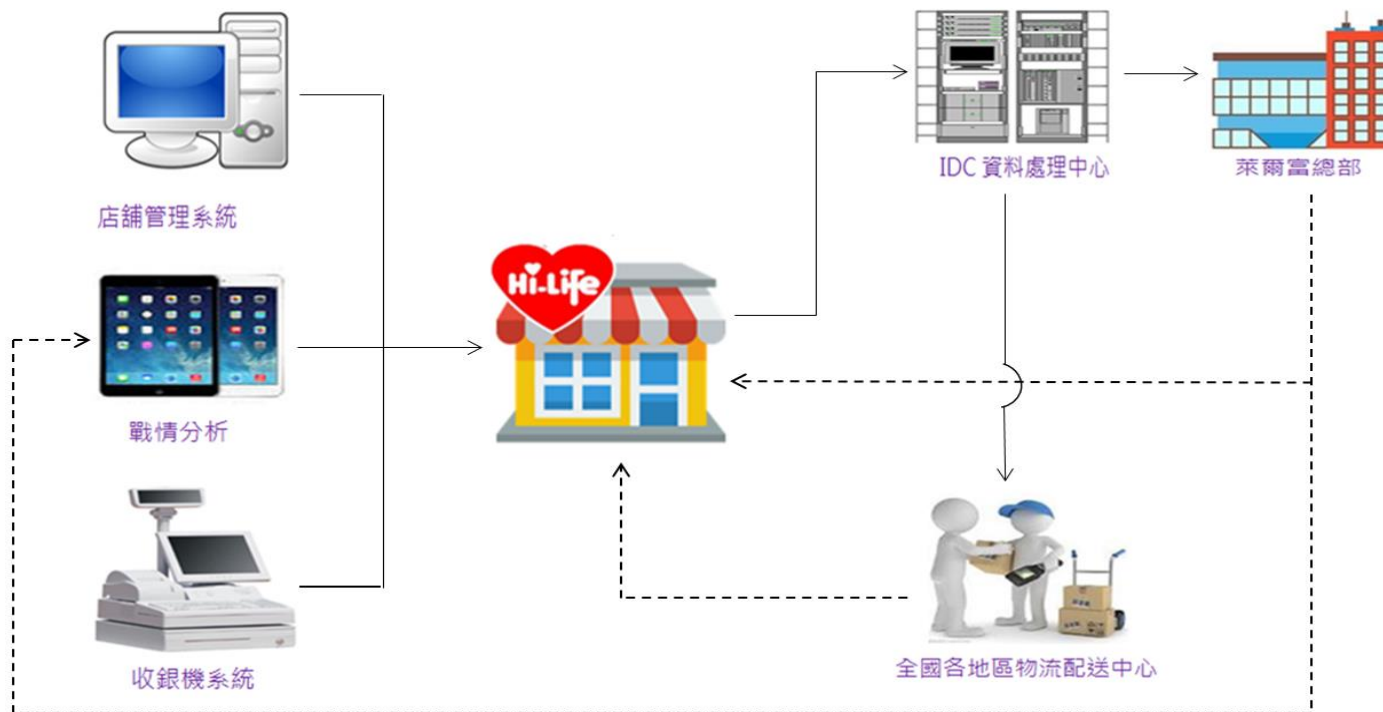 店舖管理系統
戰情分析
收銀機系統
Hi-Life
IDC 資料處理中心
萊爾富總部
全國各地區物流配送中心